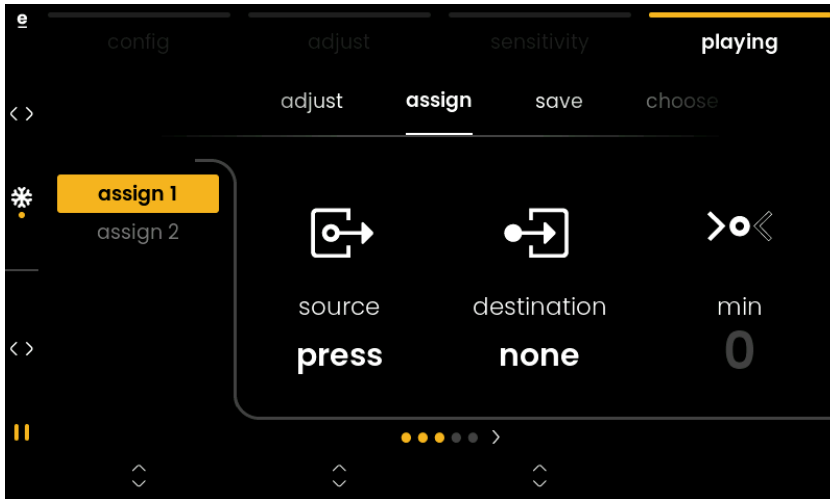 e
config adjust sensitivity playing
adjust assign save choose
assign 1
assign 2
source destination min
press none 0